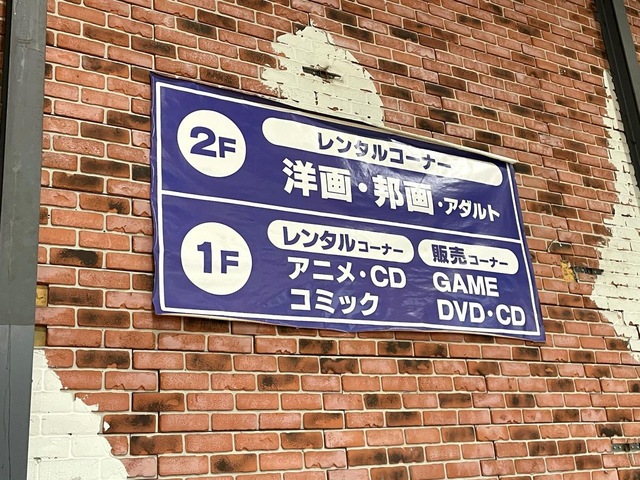 2F
レンタルコーナー
洋画・邦画・アダルト
1F
レンタルコーナー
アニメ・CD
コミック
販売コーナー
GAME
DVD・CD